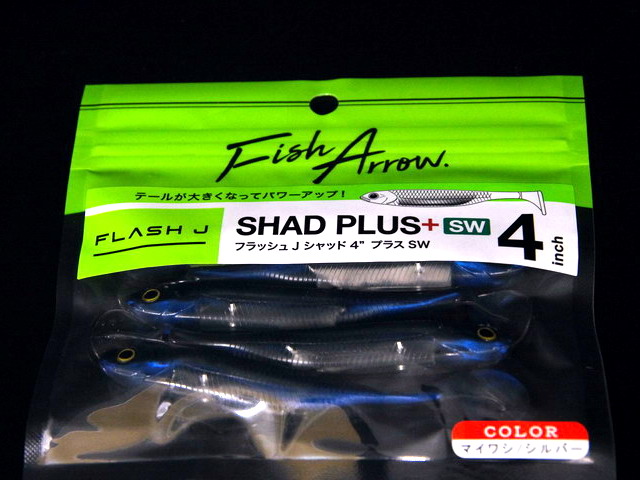 Fish Arrow.
テールが大きくなってパワーアップ！
FLASH J
SHAD PLUS+ SW
フラッシュ J シャッド 4" プラス SW
4 inch
COLOR
マイワシ/シルバー